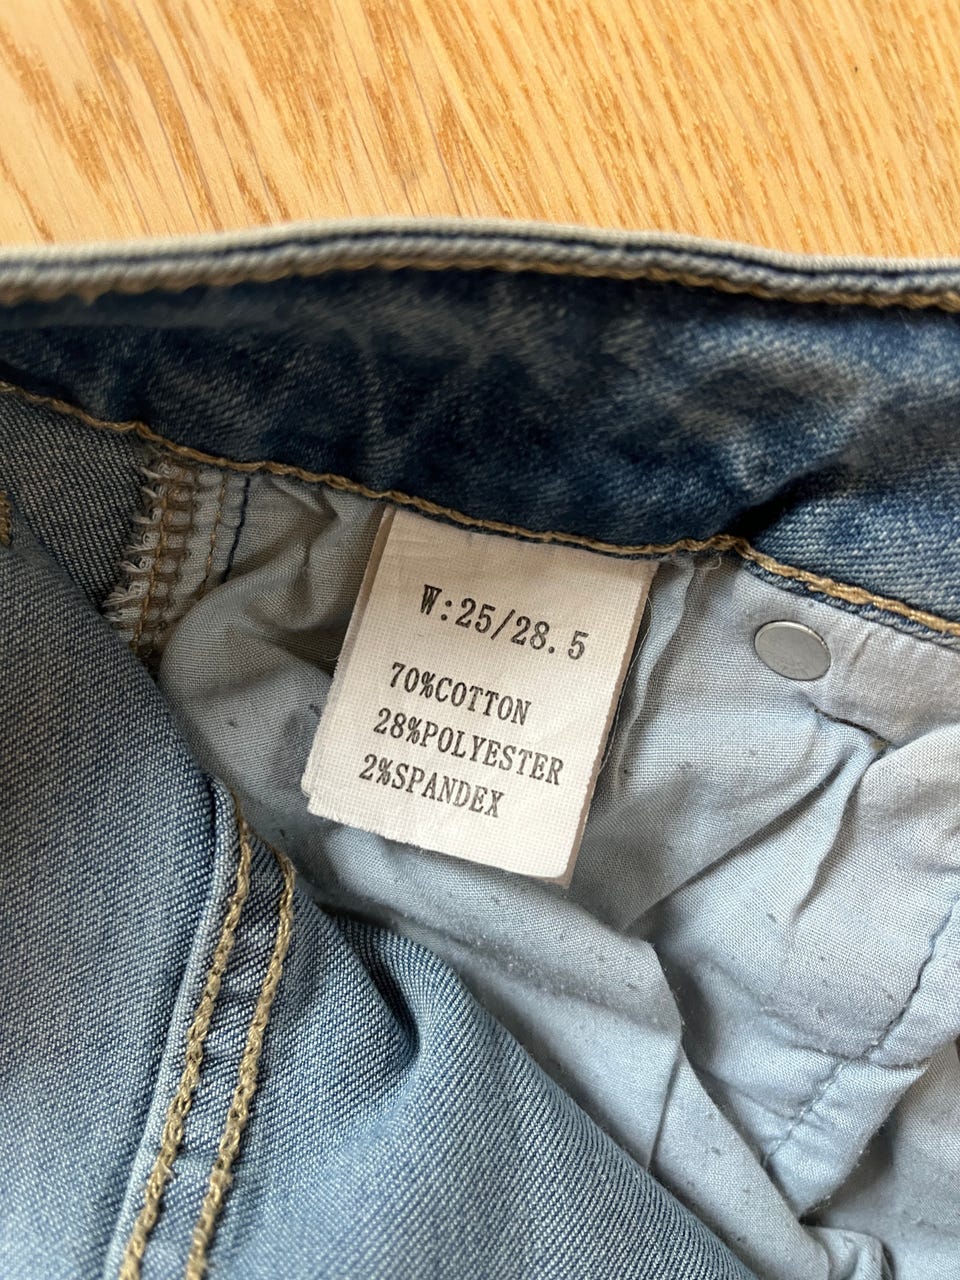 W:25/28.5
70%COTTON
28%POLYESTER
2%SPANDEX